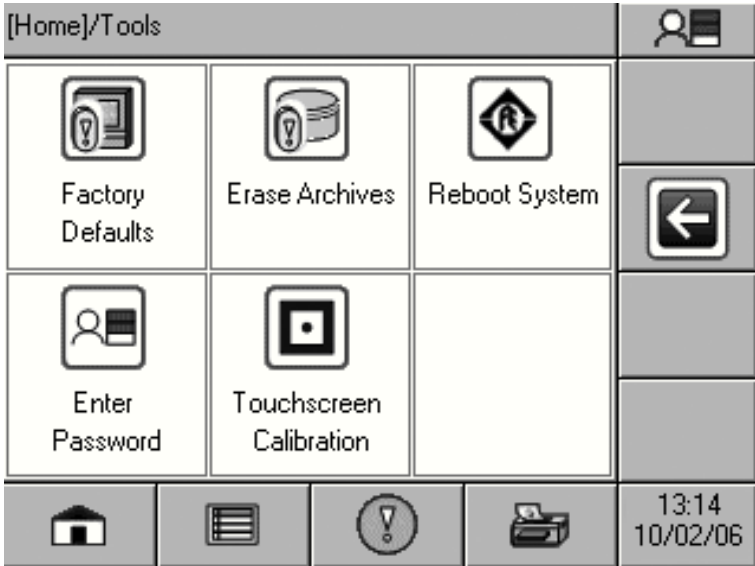 [Home]/Tools
Factory
Defaults
Erase Archives
Reboot System
Enter
Password
Touchscreen
Calibration
13:14
10/02/06